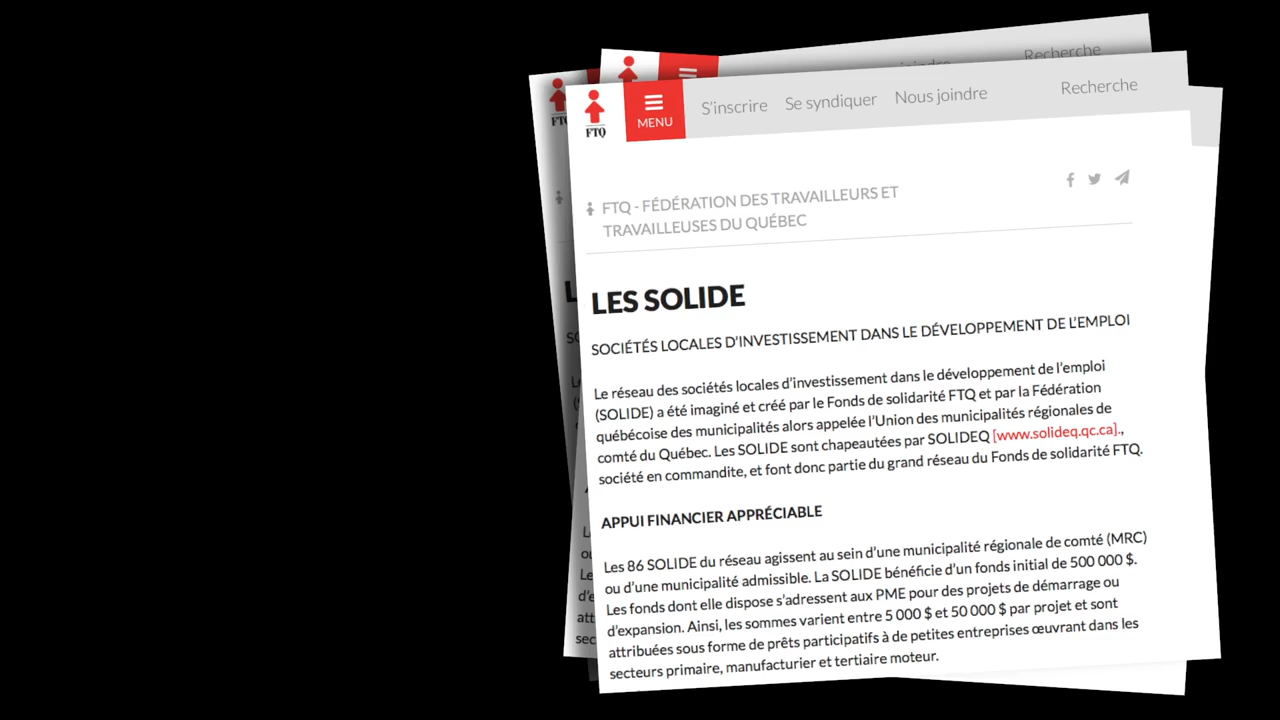 Recherche
FTQ
MENU
S'inscrire Se syndiquer Nous joindre Recherche
FTQ - FÉDÉRATION DES TRAVAILLEURS ET
TRAVAILLEUSES DU QUÉBEC
LES SOLIDE
SOCIÉTÉS LOCALES D'INVESTISSEMENT DANS LE DÉVELOPPEMENT DE L'EMPLOI
Le réseau des sociétés locales d'investissement dans le développement de l'emploi
(SOLIDE) a été imaginé et créé par le Fonds de solidarité FTQ et par la Fédération
québécoise des municipalités alors appelée l'Union des municipalités régionales de
comté du Québec. Les SOLIDE sont chapeautées par SOLIDEQ [www.solideq.qc.ca].,
société en commandite, et font donc partie du grand réseau du Fonds de solidarité FTQ.
APPUI FINANCIER APPRÉCIABLE
Les 86 SOLIDE du réseau agissent au sein d'une municipalité régionale de comté (MRC)
ou d'une municipalité admissible. La SOLIDE bénéficie d'un fonds initial de 500 000 $.
Les fonds dont elle dispose s'adressent aux PME pour des projets de démarrage ou
d'expansion. Ainsi, les sommes varient entre 5 000 $ et 50 000 $ par projet et sont
attribuées sous forme de prêts participatifs à de petites entreprises œuvrant dans les
secteurs primaire, manufacturier et tertiaire moteur.